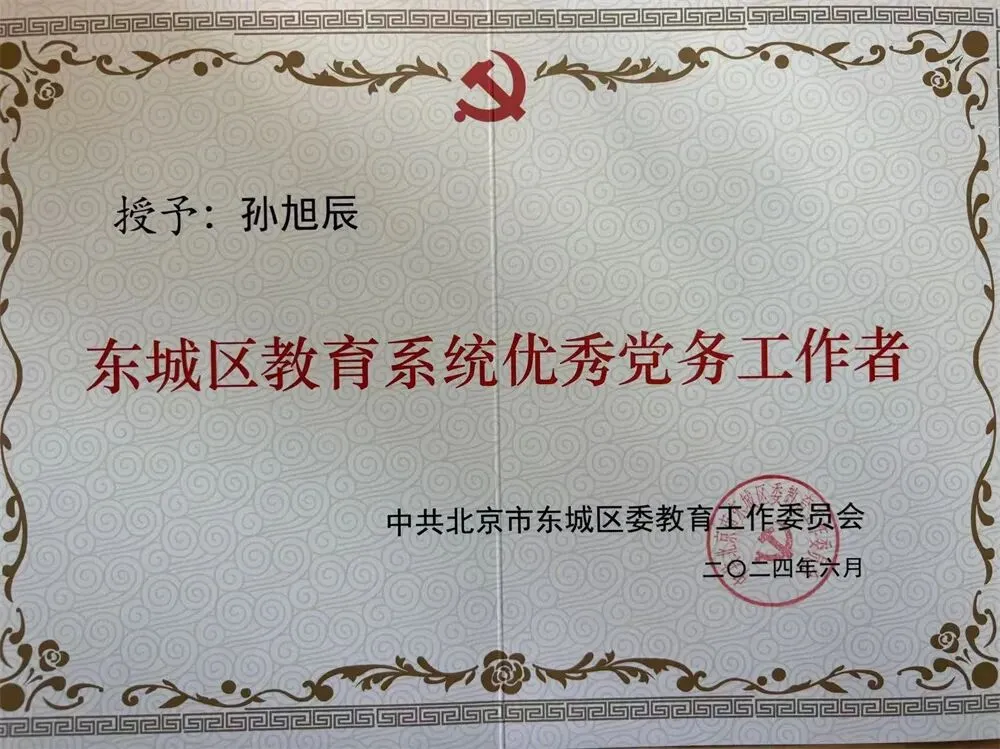 授予：孙旭辰
东城区教育系统优秀党务工作者
中共北京市东城区委教育工作委员会
二〇二四年六月